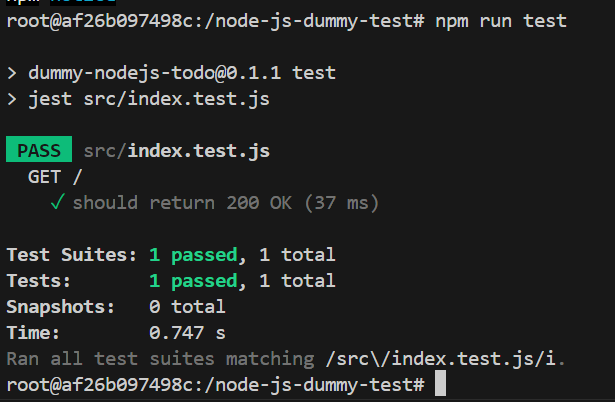 npm notice
root@af26b097498c:/node-js-dummy-test# npm run test
> dummy-nodejs-todo@0.1.1 test
> jest src/index.test.js
PASS src/index.test.js
GET /
✓ should return 200 OK (37 ms)
Test Suites: 1 passed, 1 total
Tests: 1 passed, 1 total
Snapshots: 0 total
Time: 0.747 s
Ran all test suites matching /src\/index.test.js/i.
root@af26b097498c:/node-js-dummy-test#